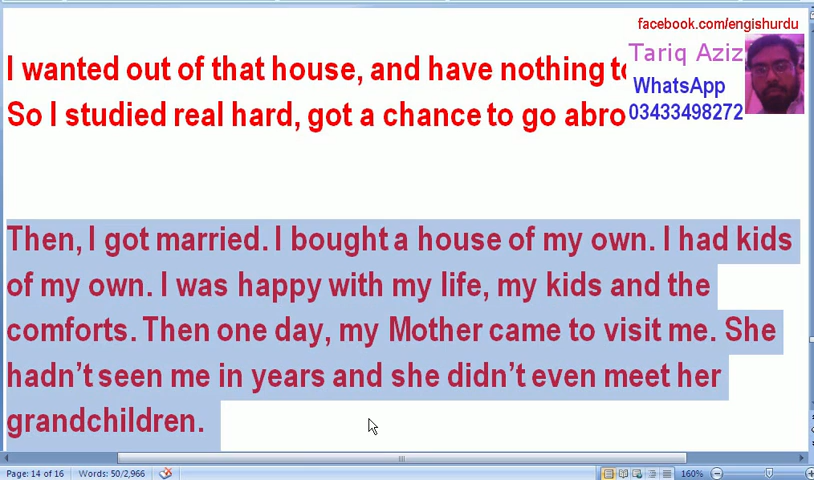 facebook.com/engishurdu
Tariq Aziz
WhatsApp
03433498272
I wanted out of that house, and have nothing to
So I studied real hard, got a chance to go abro
Then, I got married. I bought a house of my own. I had kids
of my own. I was happy with my life, my kids and the
comforts. Then one day, my Mother came to visit me. She
hadn’t seen me in years and she didn’t even meet her
grandchildren.
Page: 14 of 16 Words: 50/2,966 160%